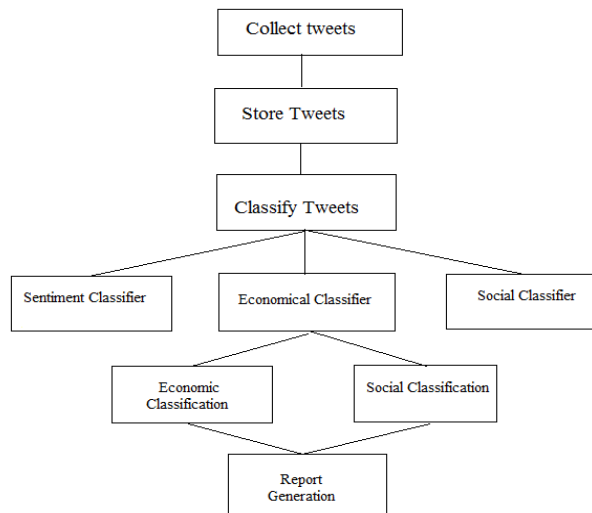 Collect tweets
Store Tweets
Classify Tweets
Sentiment Classifier
Economical Classifier
Social Classifier
Economic
Classification
Social Classification
Report
Generation